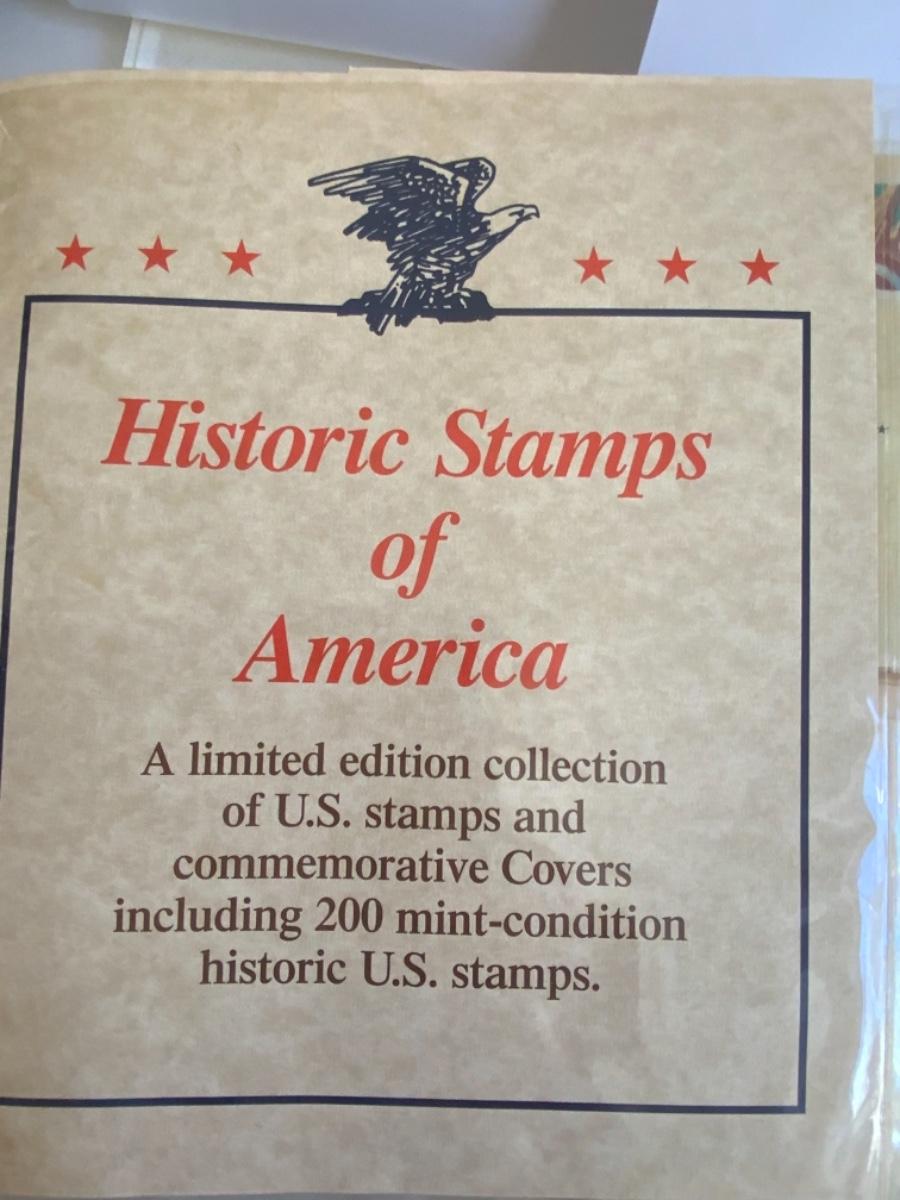 Historic Stamps
of
America
A limited edition collection
of U.S. stamps and
commemorative Covers
including 200 mint-condition
historic U.S. stamps.